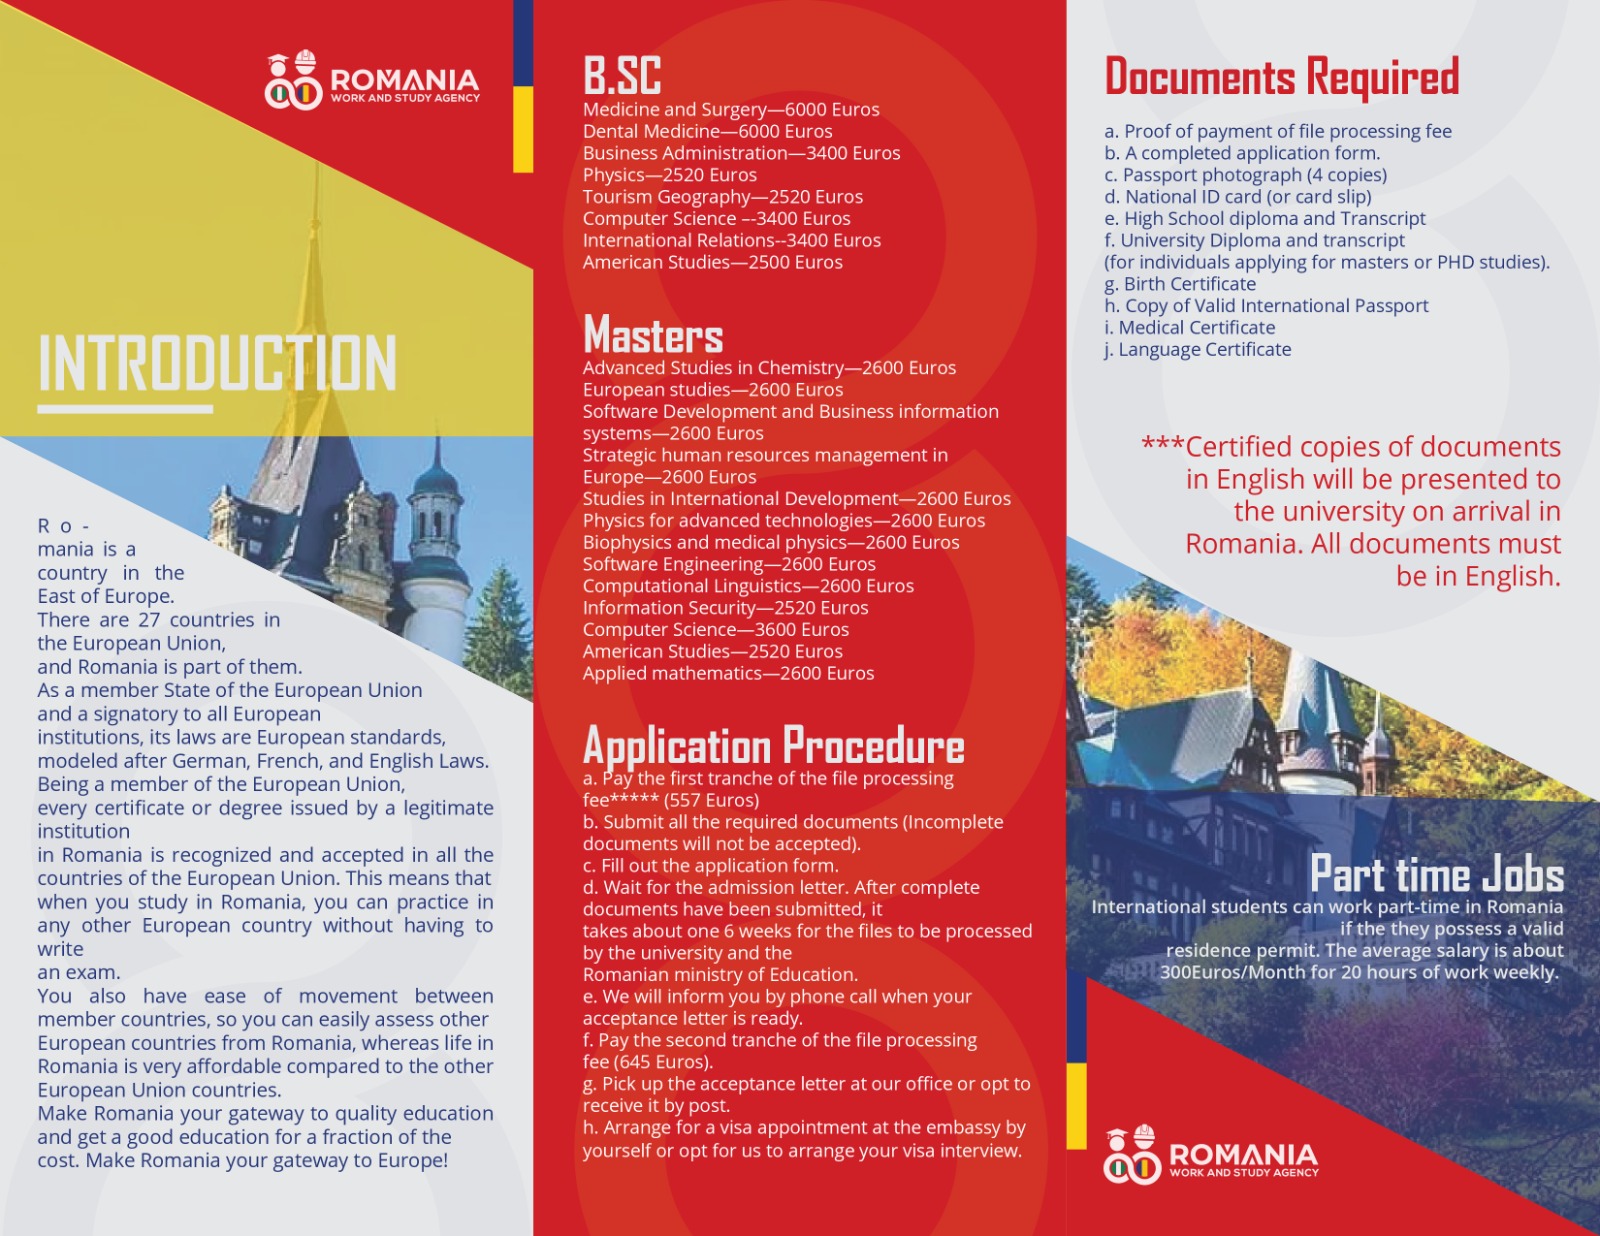 ROMANIA
WORK AND STUDY AGENCY
INTRODUCTION
R o -
mania is a
country in the
East of Europe.
There are 27 countries in
the European Union,
and Romania is part of them.
As a member State of the European Union
and a signatory to all European
institutions, its laws are European standards,
modeled after German, French, and English Laws.
Being a member of the European Union,
every certificate or degree issued by a legitimate
institution
in Romania is recognized and accepted in all the
countries of the European Union. This means that
when you study in Romania, you can practice in
any other European country without having to
write
an exam.
You also have ease of movement between
member countries, so you can easily assess other
European countries from Romania, whereas life in
Romania is very affordable compared to the other
European Union countries.
Make Romania your gateway to quality education
and get a good education for a fraction of the
cost. Make Romania your gateway to Europe!
B.SC
Medicine and Surgery—6000 Euros
Dental Medicine—6000 Euros
Business Administration—3400 Euros
Physics—2520 Euros
Tourism Geography—2520 Euros
Computer Science –-3400 Euros
International Relations--3400 Euros
American Studies—2500 Euros
Masters
Advanced Studies in Chemistry—2600 Euros
European studies—2600 Euros
Software Development and Business information
systems—2600 Euros
Strategic human resources management in
Europe—2600 Euros
Studies in International Development—2600 Euros
Physics for advanced technologies—2600 Euros
Biophysics and medical physics—2600 Euros
Software Engineering—2600 Euros
Computational Linguistics—2600 Euros
Information Security—2520 Euros
Computer Science—3600 Euros
American Studies—2520 Euros
Applied mathematics—2600 Euros
Application Procedure
a. Pay the first tranche of the file processing
fee***** (557 Euros)
b. Submit all the required documents (Incomplete
documents will not be accepted).
c. Fill out the application form.
d. Wait for the admission letter. After complete
documents have been submitted, it
takes about one 6 weeks for the files to be processed
by the university and the
Romanian ministry of Education.
e. We will inform you by phone call when your
acceptance letter is ready.
f. Pay the second tranche of the file processing
fee (645 Euros).
g. Pick up the acceptance letter at our office or opt to
receive it by post.
h. Arrange for a visa appointment at the embassy by
yourself or opt for us to arrange your visa interview.
Documents Required
a. Proof of payment of file processing fee
b. A completed application form.
c. Passport photograph (4 copies)
d. National ID card (or card slip)
e. High School diploma and Transcript
f. University Diploma and transcript
(for individuals applying for masters or PHD studies).
g. Birth Certificate
h. Copy of Valid International Passport
i. Medical Certificate
j. Language Certificate
***Certified copies of documents
in English will be presented to
the university on arrival in
Romania. All documents must
be in English.
Part time Jobs
International students can work part-time in Romania
if the they possess a valid
residence permit. The average salary is about
300Euros/Month for 20 hours of work weekly.
ROMANIA
WORK AND STUDY AGENCY